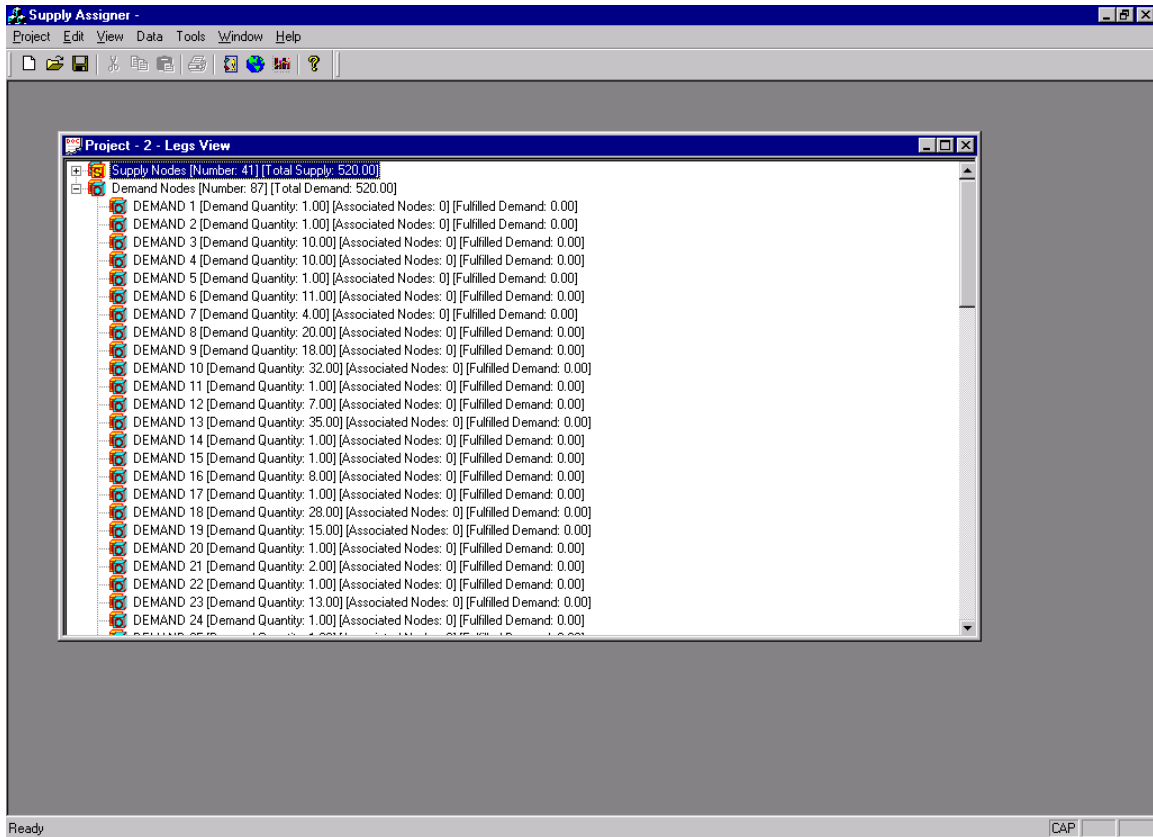 Supply Assigner -
Project Edit View Data Tools Window Help
Project - 2 - Legs View
Supply Nodes [Number: 41] [Total Supply: 520.00]
Demand Nodes [Number: 87] [Total Demand: 520.00]
DEMAND 1 [Demand Quantity: 1.00] [Associated Nodes: 0] [Fulfilled Demand: 0.00]
DEMAND 2 [Demand Quantity: 1.00] [Associated Nodes: 0] [Fulfilled Demand: 0.00]
DEMAND 3 [Demand Quantity: 10.00] [Associated Nodes: 0] [Fulfilled Demand: 0.00]
DEMAND 4 [Demand Quantity: 10.00] [Associated Nodes: 0] [Fulfilled Demand: 0.00]
DEMAND 5 [Demand Quantity: 1.00] [Associated Nodes: 0] [Fulfilled Demand: 0.00]
DEMAND 6 [Demand Quantity: 11.00] [Associated Nodes: 0] [Fulfilled Demand: 0.00]
DEMAND 7 [Demand Quantity: 4.00] [Associated Nodes: 0] [Fulfilled Demand: 0.00]
DEMAND 8 [Demand Quantity: 20.00] [Associated Nodes: 0] [Fulfilled Demand: 0.00]
DEMAND 9 [Demand Quantity: 18.00] [Associated Nodes: 0] [Fulfilled Demand: 0.00]
DEMAND 10 [Demand Quantity: 32.00] [Associated Nodes: 0] [Fulfilled Demand: 0.00]
DEMAND 11 [Demand Quantity: 1.00] [Associated Nodes: 0] [Fulfilled Demand: 0.00]
DEMAND 12 [Demand Quantity: 7.00] [Associated Nodes: 0] [Fulfilled Demand: 0.00]
DEMAND 13 [Demand Quantity: 35.00] [Associated Nodes: 0] [Fulfilled Demand: 0.00]
DEMAND 14 [Demand Quantity: 1.00] [Associated Nodes: 0] [Fulfilled Demand: 0.00]
DEMAND 15 [Demand Quantity: 1.00] [Associated Nodes: 0] [Fulfilled Demand: 0.00]
DEMAND 16 [Demand Quantity: 8.00] [Associated Nodes: 0] [Fulfilled Demand: 0.00]
DEMAND 17 [Demand Quantity: 1.00] [Associated Nodes: 0] [Fulfilled Demand: 0.00]
DEMAND 18 [Demand Quantity: 28.00] [Associated Nodes: 0] [Fulfilled Demand: 0.00]
DEMAND 19 [Demand Quantity: 15.00] [Associated Nodes: 0] [Fulfilled Demand: 0.00]
DEMAND 20 [Demand Quantity: 1.00] [Associated Nodes: 0] [Fulfilled Demand: 0.00]
DEMAND 21 [Demand Quantity: 2.00] [Associated Nodes: 0] [Fulfilled Demand: 0.00]
DEMAND 22 [Demand Quantity: 1.00] [Associated Nodes: 0] [Fulfilled Demand: 0.00]
DEMAND 23 [Demand Quantity: 13.00] [Associated Nodes: 0] [Fulfilled Demand: 0.00]
DEMAND 24 [Demand Quantity: 1.00] [Associated Nodes: 0] [Fulfilled Demand: 0.00]
Ready
CAP